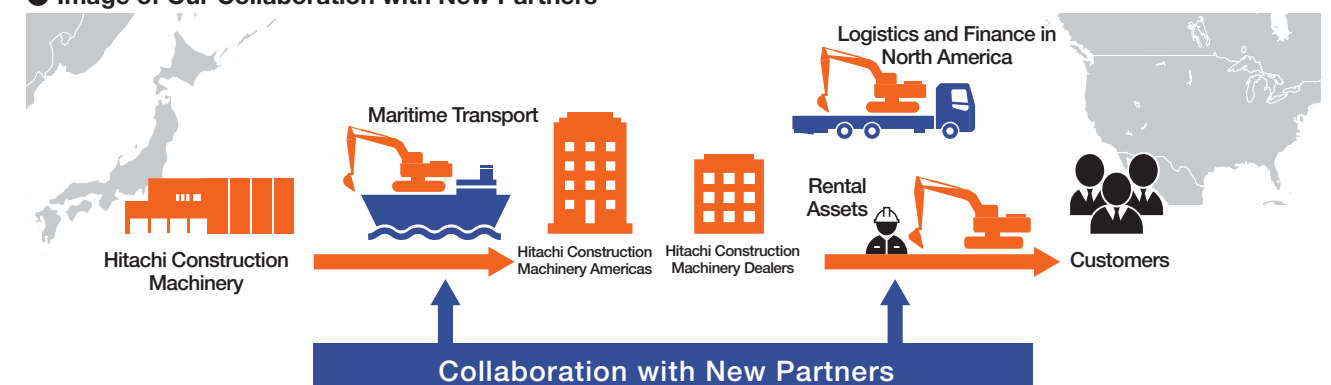 Image of Our Collaboration with New Partners
Logistics and Finance in
North America
Maritime Transport
Rental
Assets
Hitachi Construction
Machinery
Hitachi Construction
Machinery Americas
Hitachi Construction
Machinery Dealers
Customers
Collaboration with New Partners